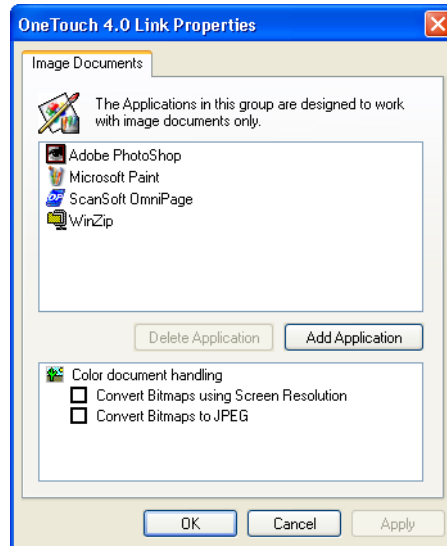 OneTouch 4.0 Link Properties
Image Documents
The Applications in this group are designed to work
with image documents only.
Adobe PhotoShop
Microsoft Paint
ScanSoft OmniPage
WinZip
Delete Application
Add Application
Color document handling
Convert Bitmaps using Screen Resolution
Convert Bitmaps to JPEG
OK
Cancel
Apply